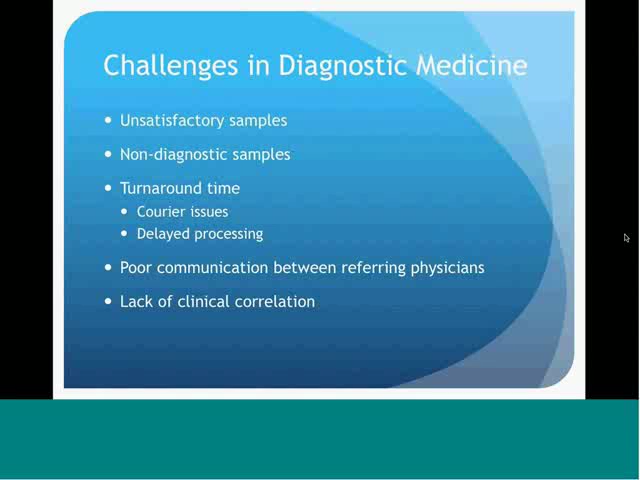 Challenges in Diagnostic Medicine
Unsatisfactory samples
Non-diagnostic samples
Turnaround time
Courier issues
Delayed processing
Poor communication between referring physicians
Lack of clinical correlation